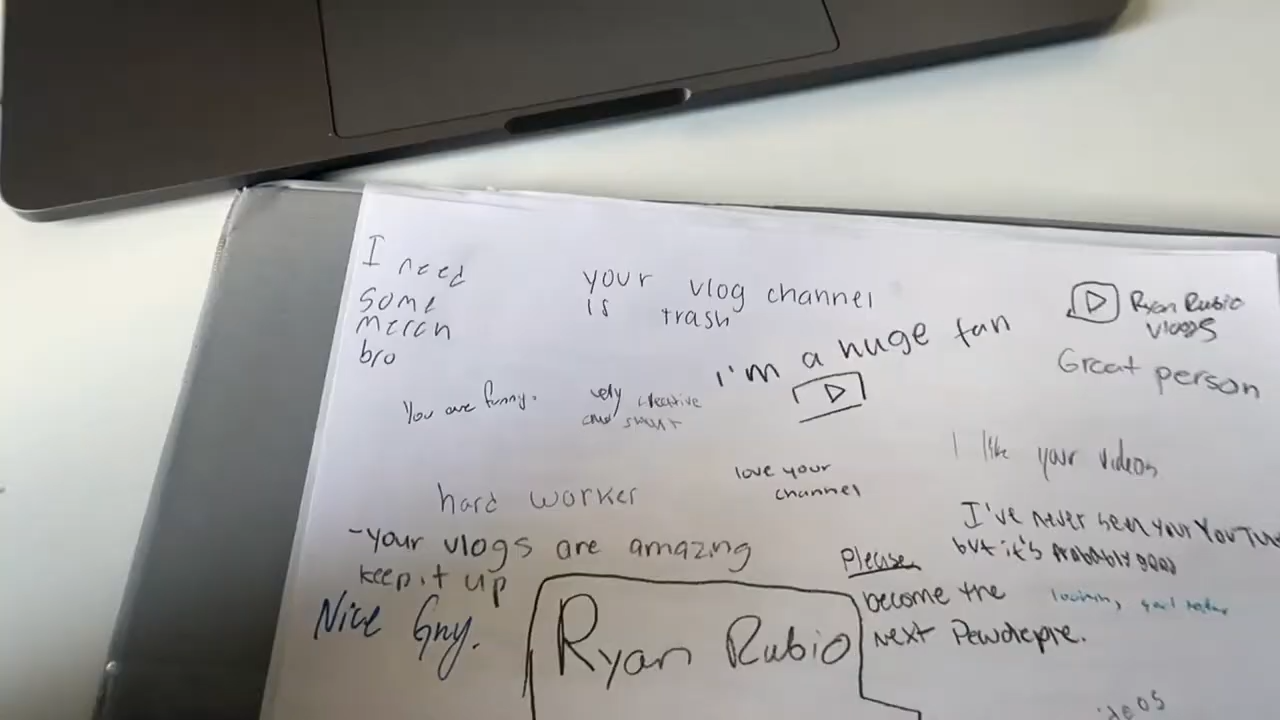 I need
some
merch
bro
your vlog channel
is trash
I'm a huge fan
Ryan Rubio
vlogs
Great person
You are funny.
very creative
and smart
I like your videos
love your
channel
hard worker
-your vlogs are amazing
keep it up
I've never seen your YouTu
but it's probably good
Please
become the
next Pewdiepie.
Nice Guy.
Ryan Rubio
ideos